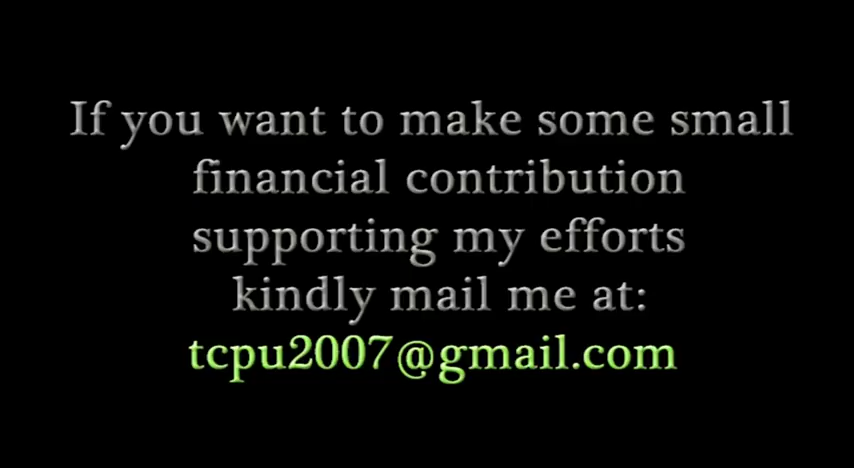 If you want to make some small
financial contribution
supporting my efforts
kindly mail me at:
tcpu2007@gmail.com